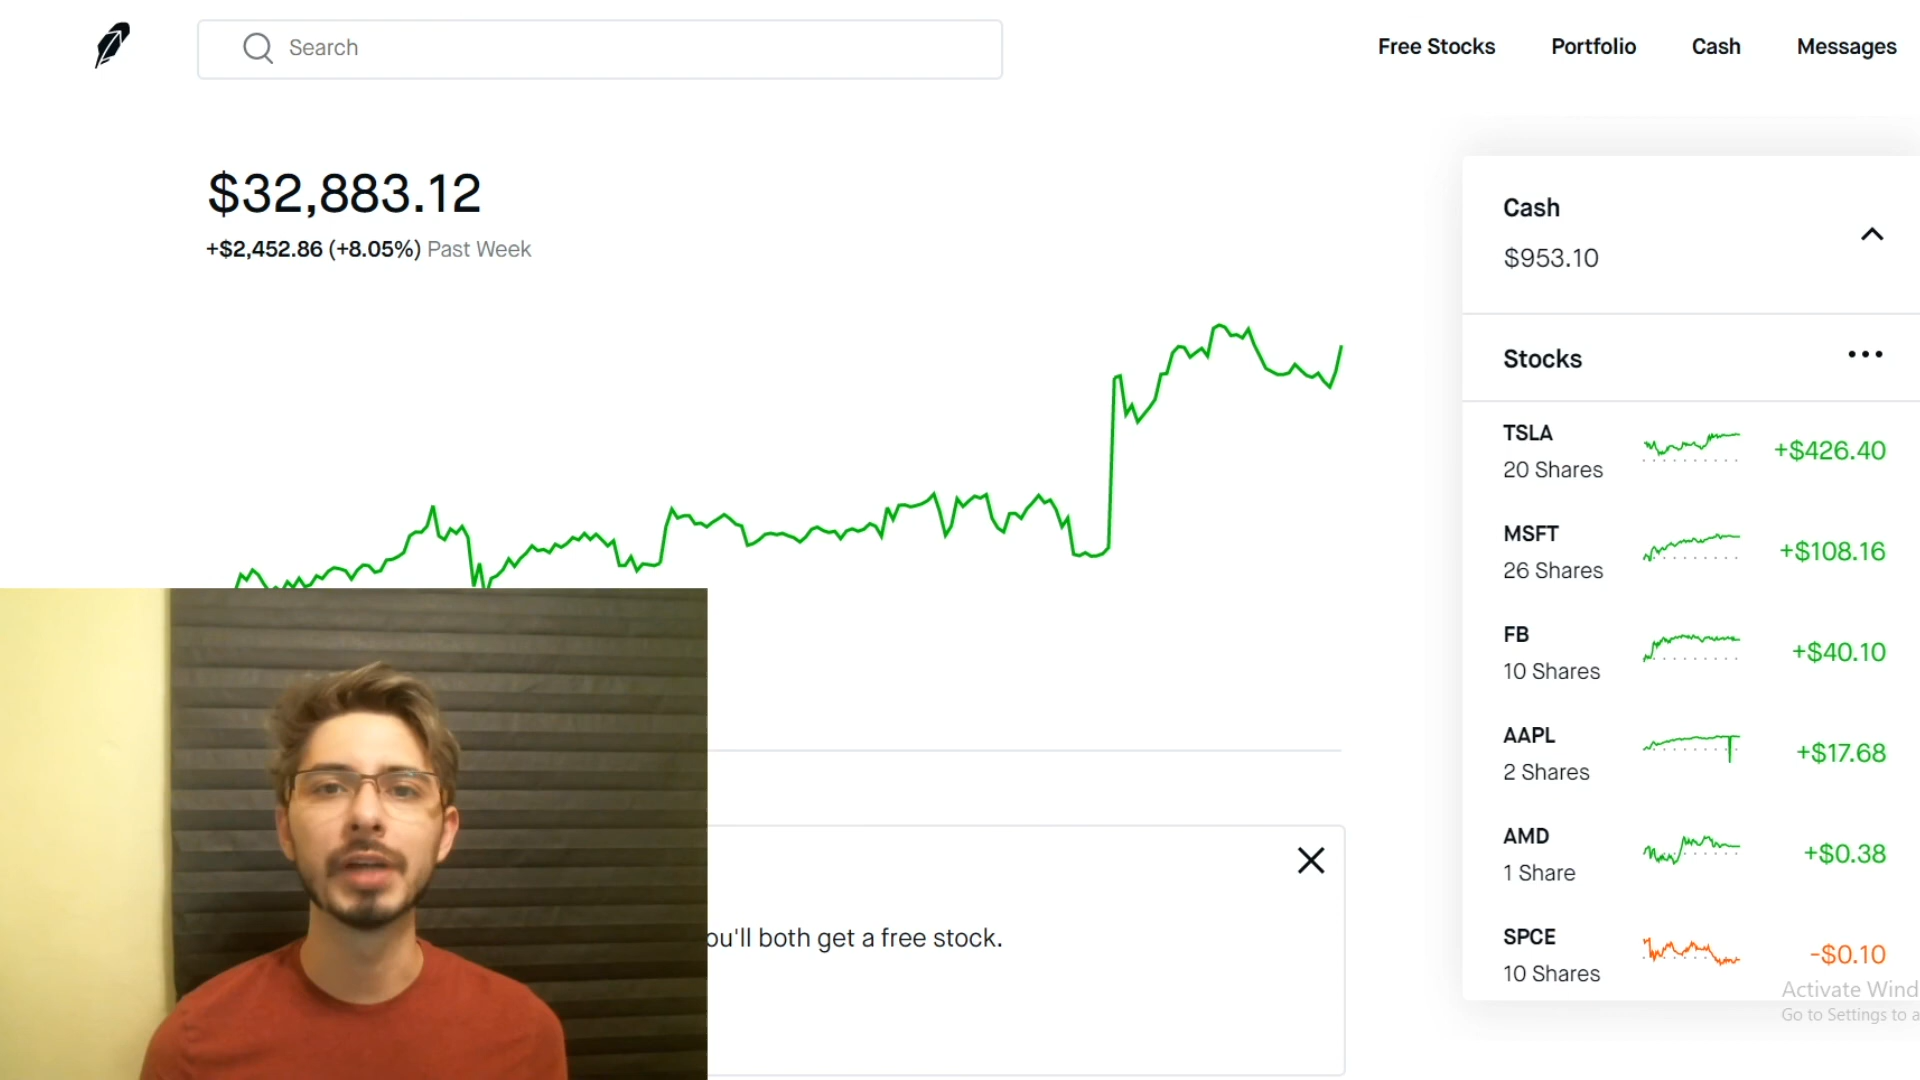 Search
Free Stocks
Portfolio
Cash
Messages
$32,883.12
+$2,452.86 (+8.05%) Past Week
Cash
$953.10
Stocks
TSLA
20 Shares
+$426.40
MSFT
26 Shares
+$108.16
FB
10 Shares
+$40.10
AAPL
2 Shares
+$17.68
AMD
1 Share
+$0.38
SPCE
10 Shares
-$0.10
ou'll both get a free stock.
Activate Wind
Go to Settings to a